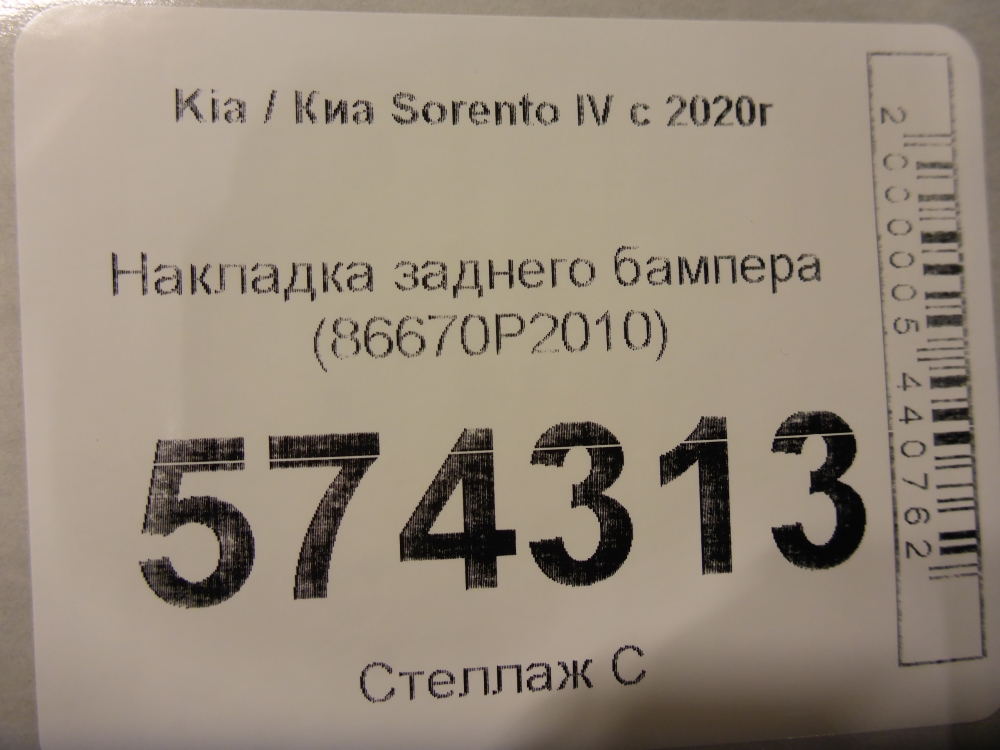 Kia / Киа Sorento IV с 2020г
Накладка заднего бампера
(86670P2010)
574313
Стеллаж С
2000005440762